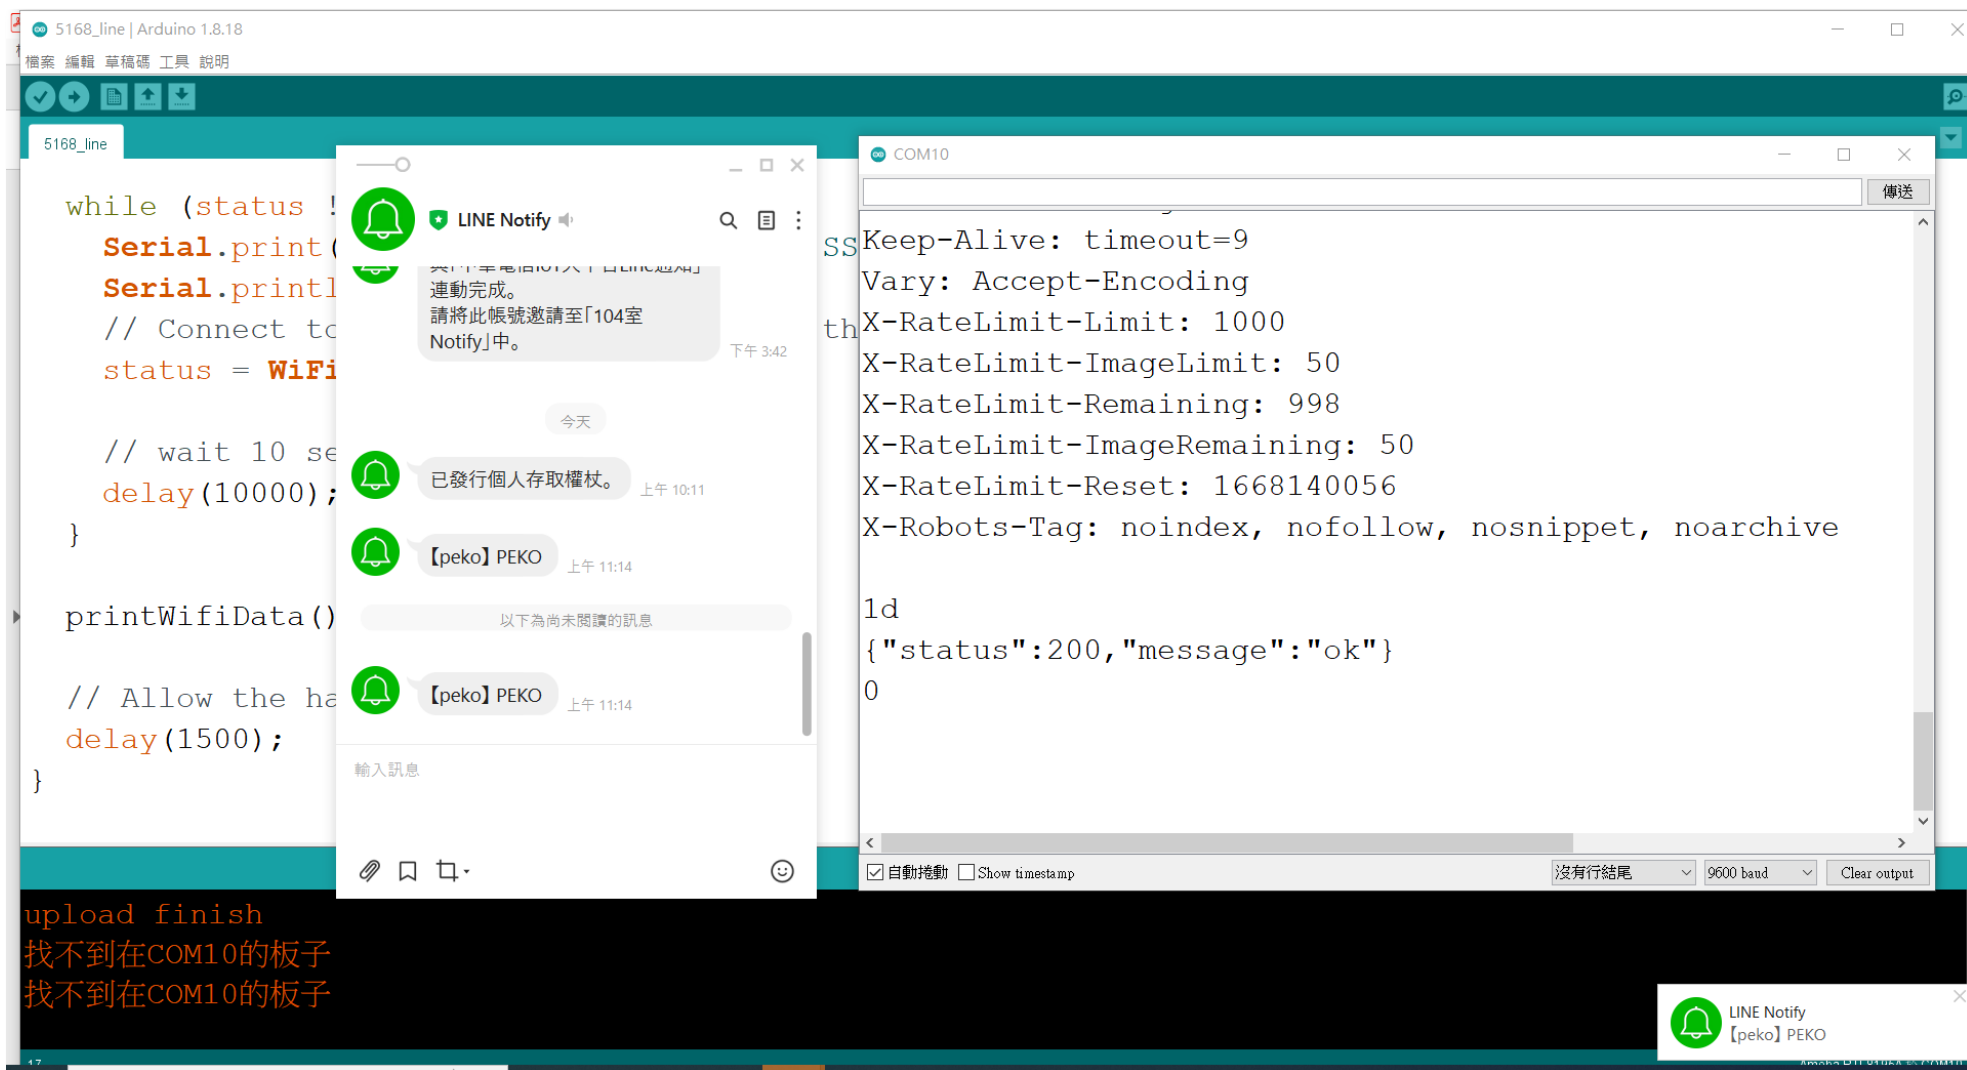 5168_line | Arduino 1.8.18
檔案 編輯 草稿碼 工具 說明
5168_line
while (status !
Serial.print(
Serial.printl
// Connect to
status = WiFi
// wait 10 se
delay(10000);
}
printWifiData()
// Allow the ha
delay(1500);
}
ss
th
LINE Notify
連動完成。
請將此帳號邀請至「104室
Notify」中。
下午 3:42
今天
已發行個人存取權杖。
上午 10:11
【peko】 PEKO
上午 11:14
以下為尚未閱讀的訊息
【peko】 PEKO
上午 11:14
輸入訊息
COM10
傳送
Keep-Alive: timeout=9
Vary: Accept-Encoding
X-RateLimit-Limit: 1000
X-RateLimit-ImageLimit: 50
X-RateLimit-Remaining: 998
X-RateLimit-ImageRemaining: 50
X-RateLimit-Reset: 1668140056
X-Robots-Tag: noindex, nofollow, nosnippet, noarchive
1d
{"status":200,"message":"ok"}
0
自動捲動 Show timestamp
沒有行結尾
9600 baud
Clear output
upload finish
找不到在COM10的板子
找不到在COM10的板子
LINE Notify
【peko】 PEKO
17